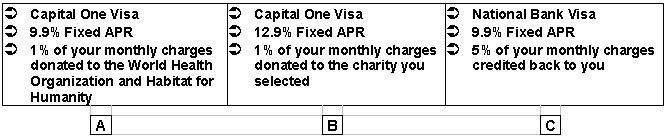 Capital One Visa
9.9% Fixed APR
1% of your monthly charges
donated to the World Health
Organization and Habitat for
Humanity
Capital One Visa
12.9% Fixed APR
1% of your monthly charges
donated to the charity you
selected
National Bank Visa
9.9% Fixed APR
5% of your monthly charges
credited back to you
A
B
C